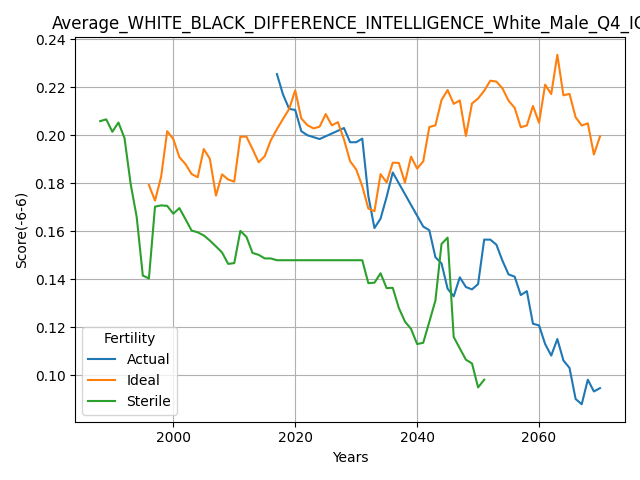 Average_WHITE_BLACK_DIFFERENCE_INTELLIGENCE_White_Male_Q4_IC
0.24
0.22
0.20
0.18
0.16
0.14
0.12
0.10
Score(-6-6)
Fertility
Actual
Ideal
Sterile
2000 2020 2040 2060
Years